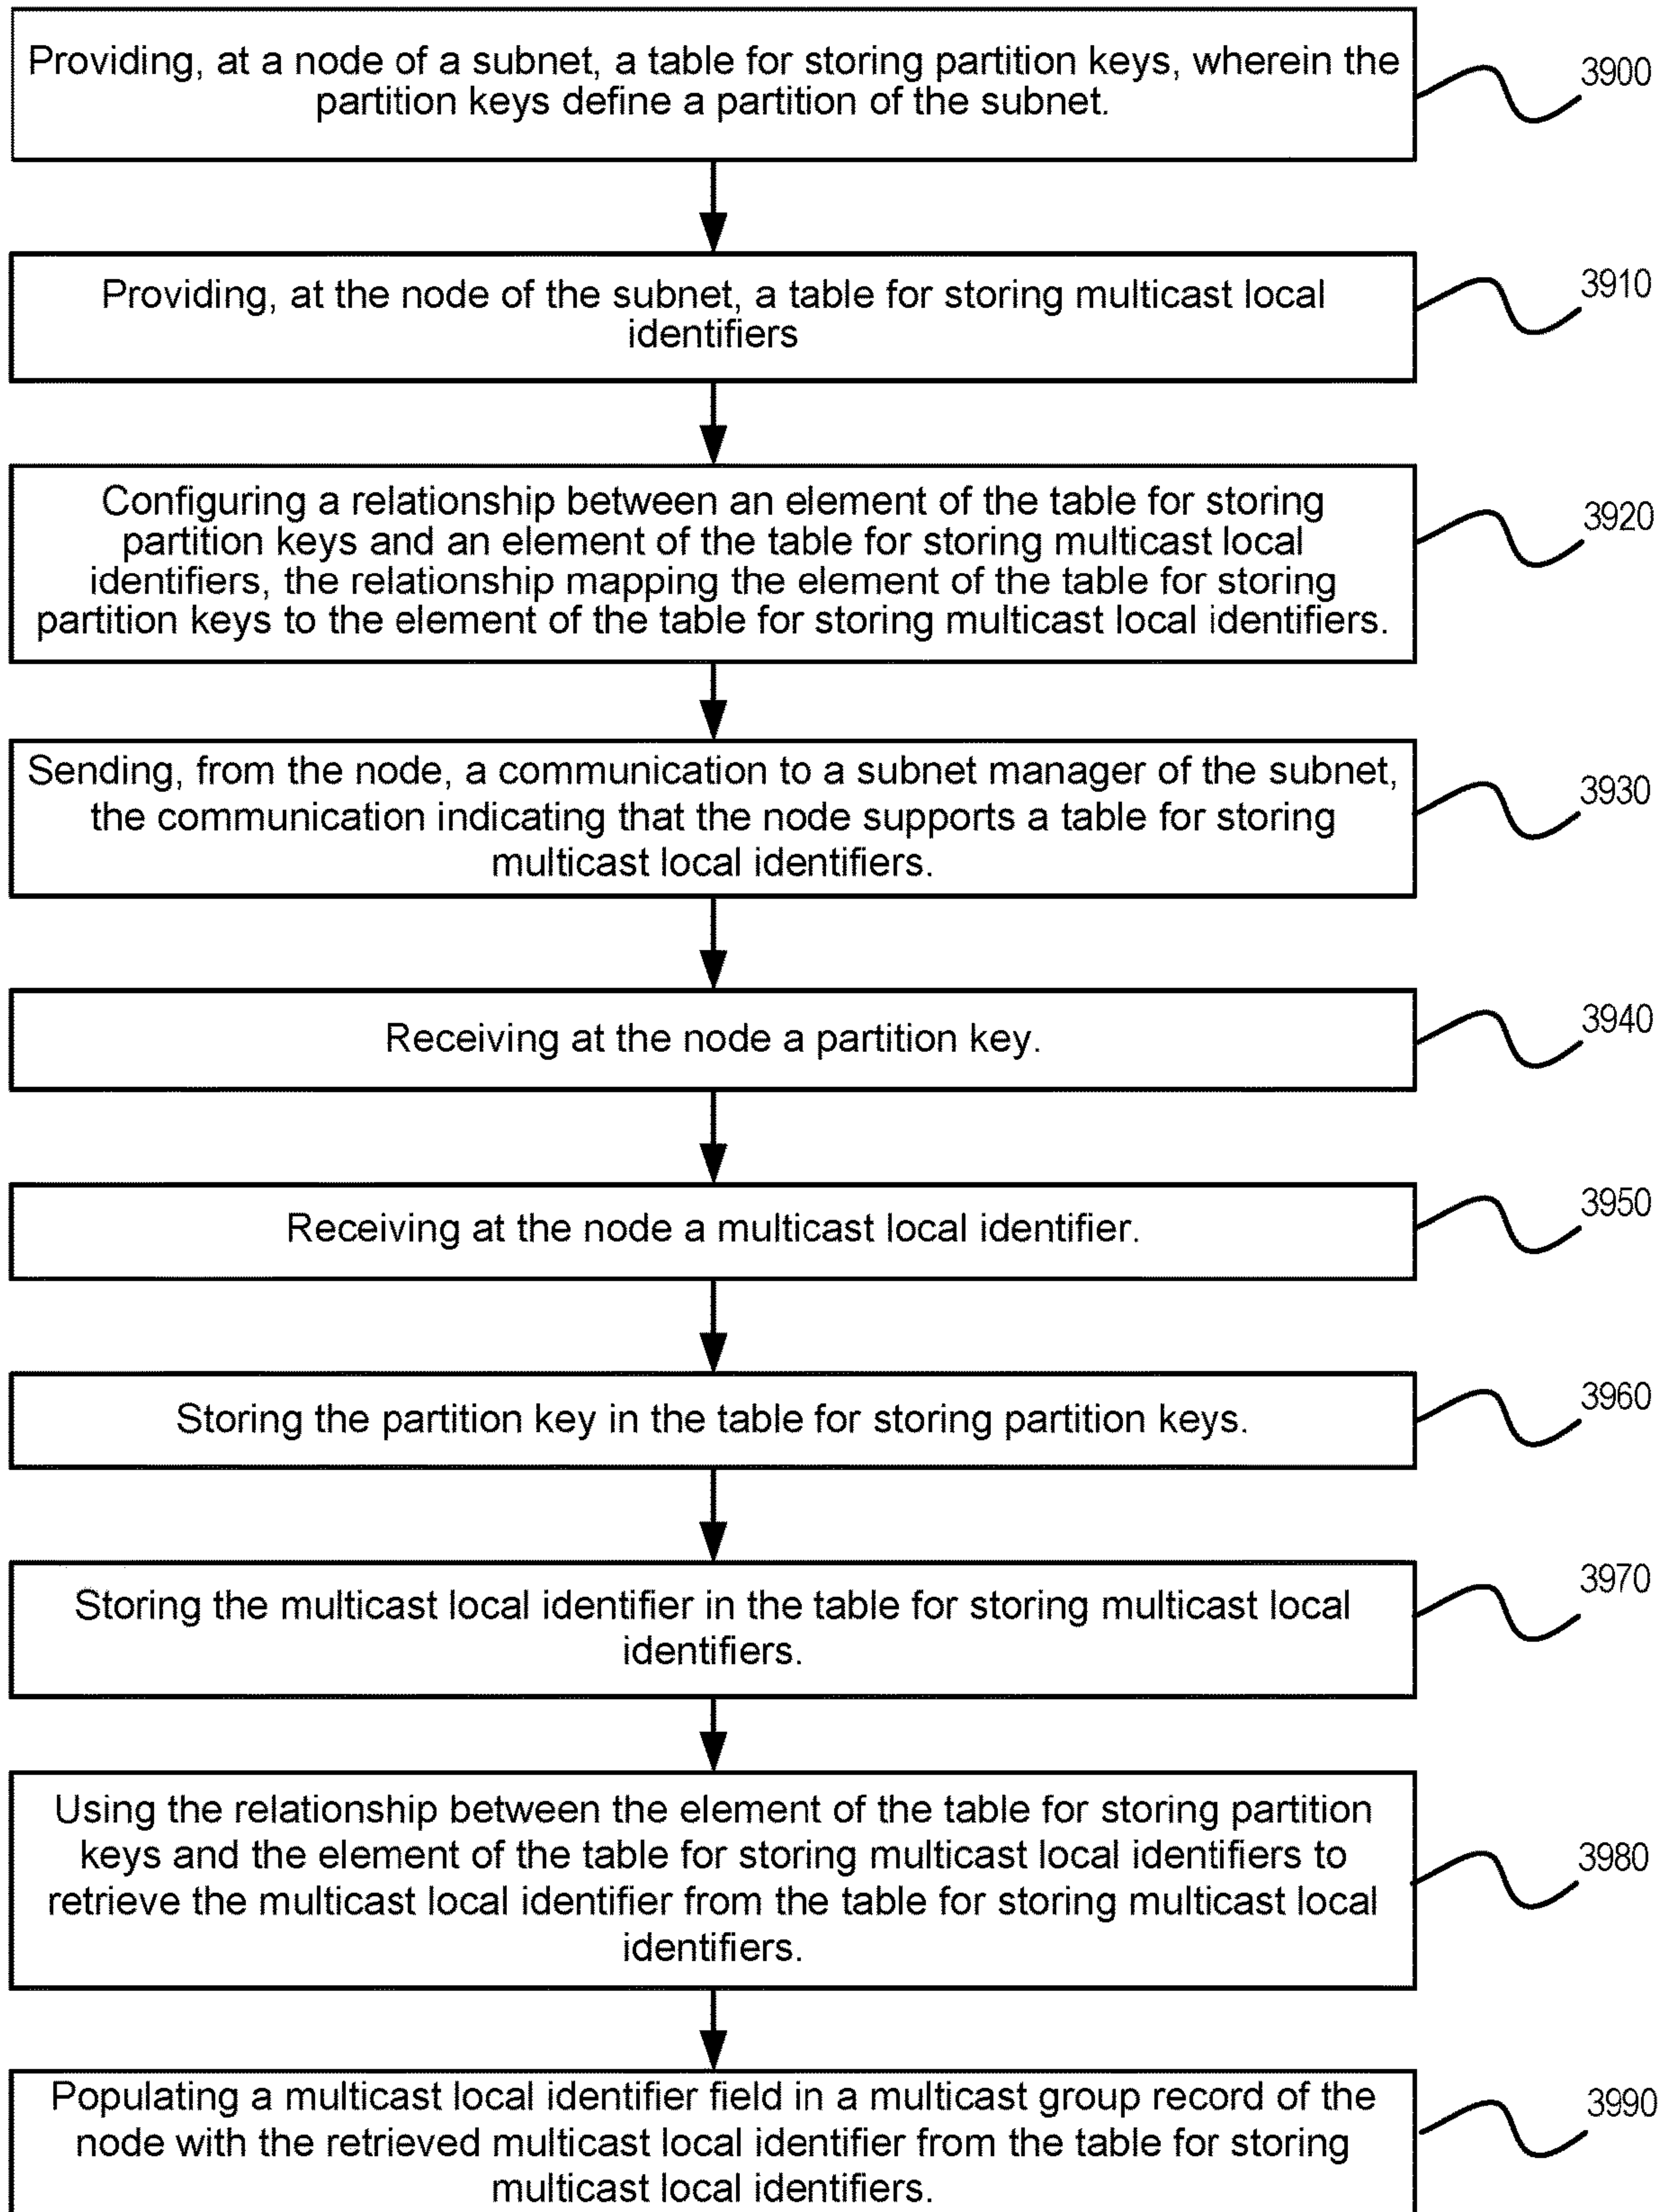 Providing, at a node of a subnet, a table for storing partition keys, wherein the
partition keys define a partition of the subnet.
3900
Providing, at the node of the subnet, a table for storing multicast local
identifiers
3910
Configuring a relationship between an element of the table for storing
partition keys and an element of the table for storing multicast local
identifiers, the relationship mapping the element of the table for storing
partition keys to the element of the table for storing multicast local identifiers.
3920
Sending, from the node, a communication to a subnet manager of the subnet,
the communication indicating that the node supports a table for storing
multicast local identifiers.
3930
Receiving at the node a partition key.
3940
Receiving at the node a multicast local identifier.
3950
Storing the partition key in the table for storing partition keys.
3960
Storing the multicast local identifier in the table for storing multicast local
identifiers.
3970
Using the relationship between the element of the table for storing partition
keys and the element of the table for storing multicast local identifiers to
retrieve the multicast local identifier from the table for storing multicast local
identifiers.
3980
Populating a multicast local identifier field in a multicast group record of the
node with the retrieved multicast local identifier from the table for storing
multicast local identifiers.
3990